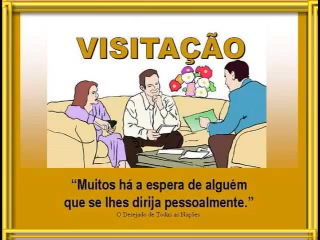 VISITAÇÃO
“Muitos há a espera de alguém
que se lhes dirija pessoalmente.”
O Desejado de Todas as Nações